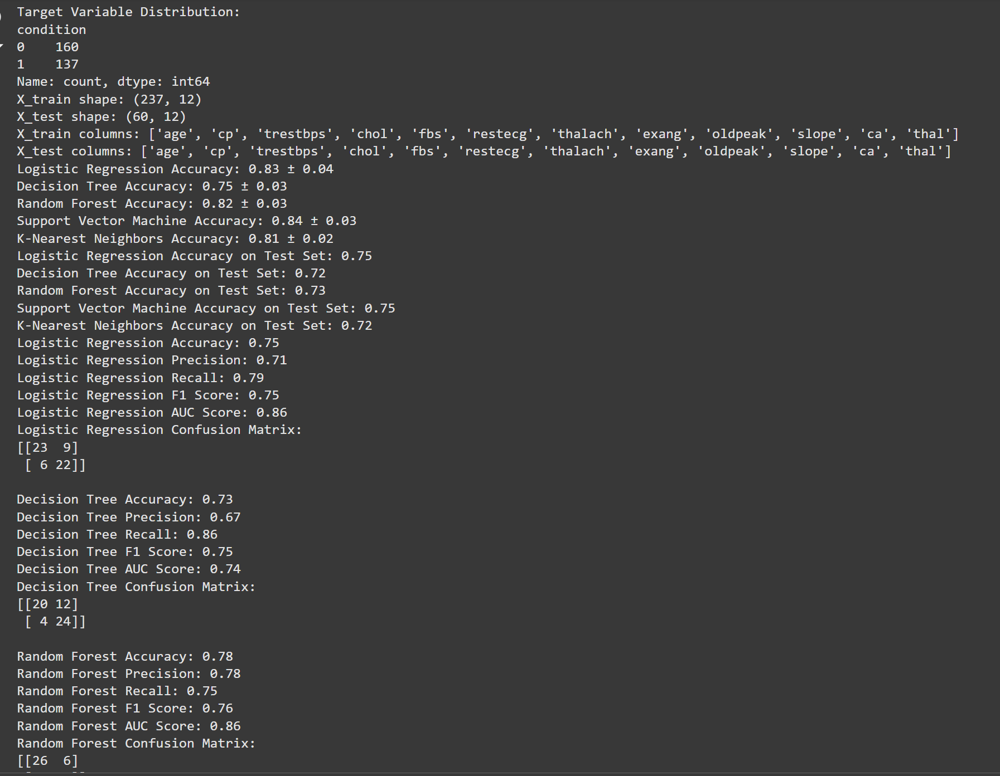 Target Variable Distribution:
condition
0    160
1    137
Name: count, dtype: int64
X_train shape: (237, 12)
X_test shape: (60, 12)
X_train columns: ['age', 'cp', 'trestbps', 'chol', 'fbs', 'restecg', 'thalach', 'exang', 'oldpeak', 'slope', 'ca', 'thal']
X_test columns: ['age', 'cp', 'trestbps', 'chol', 'fbs', 'restecg', 'thalach', 'exang', 'oldpeak', 'slope', 'ca', 'thal']
Logistic Regression Accuracy: 0.83 ± 0.04
Decision Tree Accuracy: 0.75 ± 0.03
Random Forest Accuracy: 0.82 ± 0.03
Support Vector Machine Accuracy: 0.84 ± 0.03
K-Nearest Neighbors Accuracy: 0.81 ± 0.02
Logistic Regression Accuracy on Test Set: 0.75
Decision Tree Accuracy on Test Set: 0.72
Random Forest Accuracy on Test Set: 0.73
Support Vector Machine Accuracy on Test Set: 0.75
K-Nearest Neighbors Accuracy on Test Set: 0.72
Logistic Regression Accuracy: 0.75
Logistic Regression Precision: 0.71
Logistic Regression Recall: 0.79
Logistic Regression F1 Score: 0.75
Logistic Regression AUC Score: 0.86
Logistic Regression Confusion Matrix:
[[23  9]
 [ 6 22]]

Decision Tree Accuracy: 0.73
Decision Tree Precision: 0.67
Decision Tree Recall: 0.86
Decision Tree F1 Score: 0.75
Decision Tree AUC Score: 0.74
Decision Tree Confusion Matrix:
[[20 12]
 [ 4 24]]

Random Forest Accuracy: 0.78
Random Forest Precision: 0.78
Random Forest Recall: 0.75
Random Forest F1 Score: 0.76
Random Forest AUC Score: 0.86
Random Forest Confusion Matrix:
[[26  6]